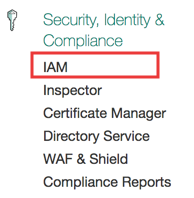 Security, Identity &
Compliance
IAM
Inspector
Certificate Manager
Directory Service
WAF & Shield
Compliance Reports